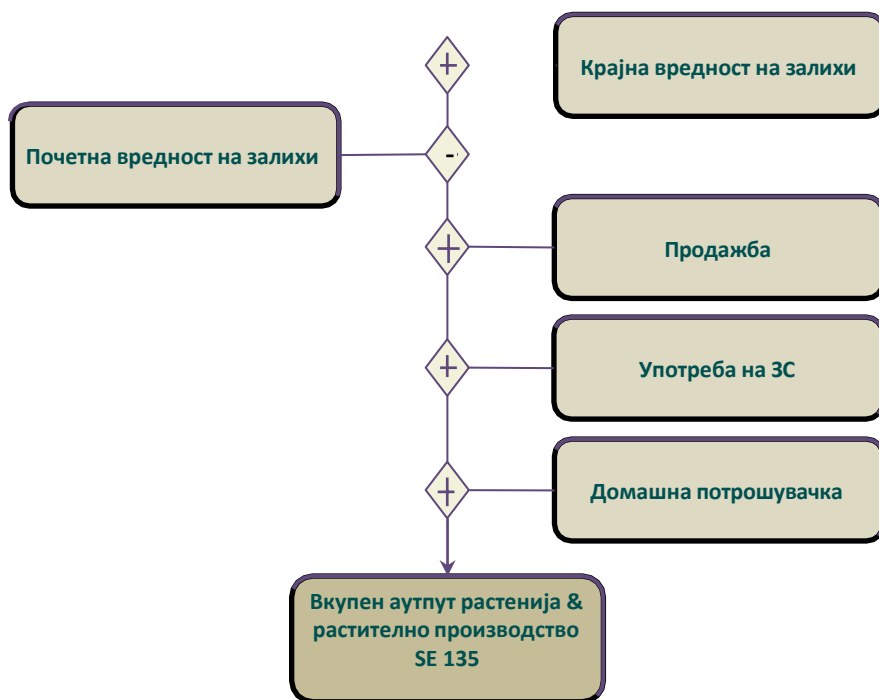 +
Крајна вредност на залихи
Почетна вредност на залихи
-
+
Продажба
+
Употреба на ЗС
+
Домашна потрошувачка
Вкупен аутпут растенија &
растително производство
SE 135